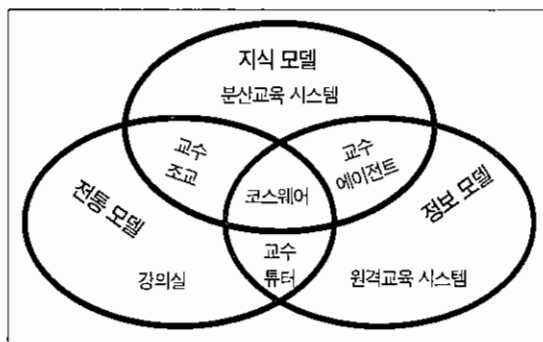 지식 모델
분산교육 시스템
교수
조교
교수
에이전트
코스웨어
전통 모델
정보 모델
교수
튜터
강의실
원격교육 시스템